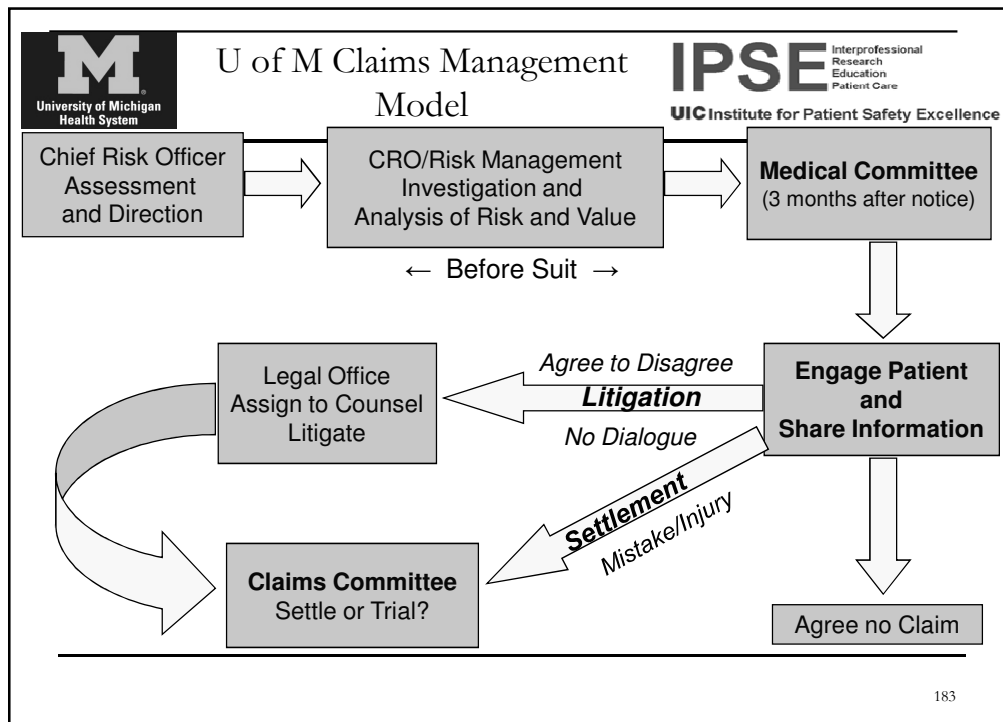 M
University of Michigan
Health System
U of M Claims Management
Model
IPSE
Interprofessional
Research
Education
Patient Care
UIC Institute for Patient Safety Excellence
Chief Risk Officer
Assessment
and Direction
CRO/Risk Management
Investigation and
Analysis of Risk and Value
Medical Committee
(3 months after notice)
← Before Suit →
Legal Office
Assign to Counsel
Litigate
Agree to Disagree
Litigation
No Dialogue
Engage Patient
and
Share Information
Settlement
Mistake/Injury
Claims Committee
Settle or Trial?
Agree no Claim
183